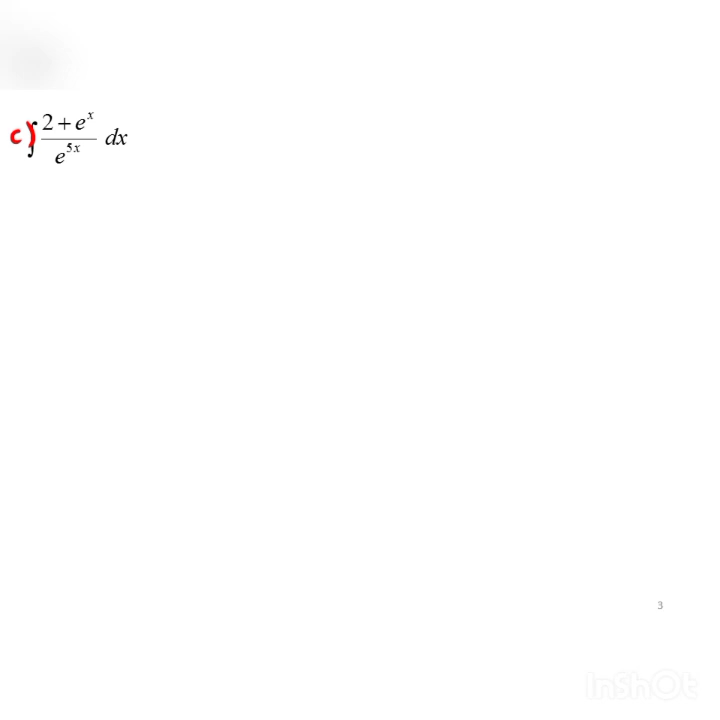 c) ∫ (2 + e^x) / e^(5x) dx
3
InShOt